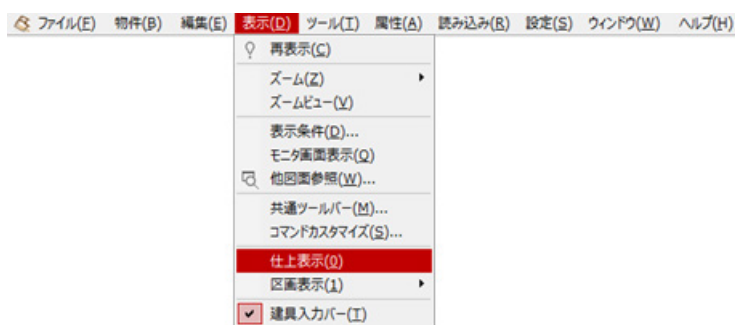 ファイル(F) 物件(B) 編集(E) 表示(D) ツール(T) 属性(A) 読み込み(R) 設定(S) ウィンドウ(W) ヘルプ(H)
再表示(C)
ズーム(Z)
ズームビュー(V)
表示条件(D)...
モニタ画面表示(Q)
他図面参照(W)...
共通ツールバー(M)...
コマンドカスタマイズ(S)...
仕上表示(0)
区画表示(1)
建具入力バー(T)